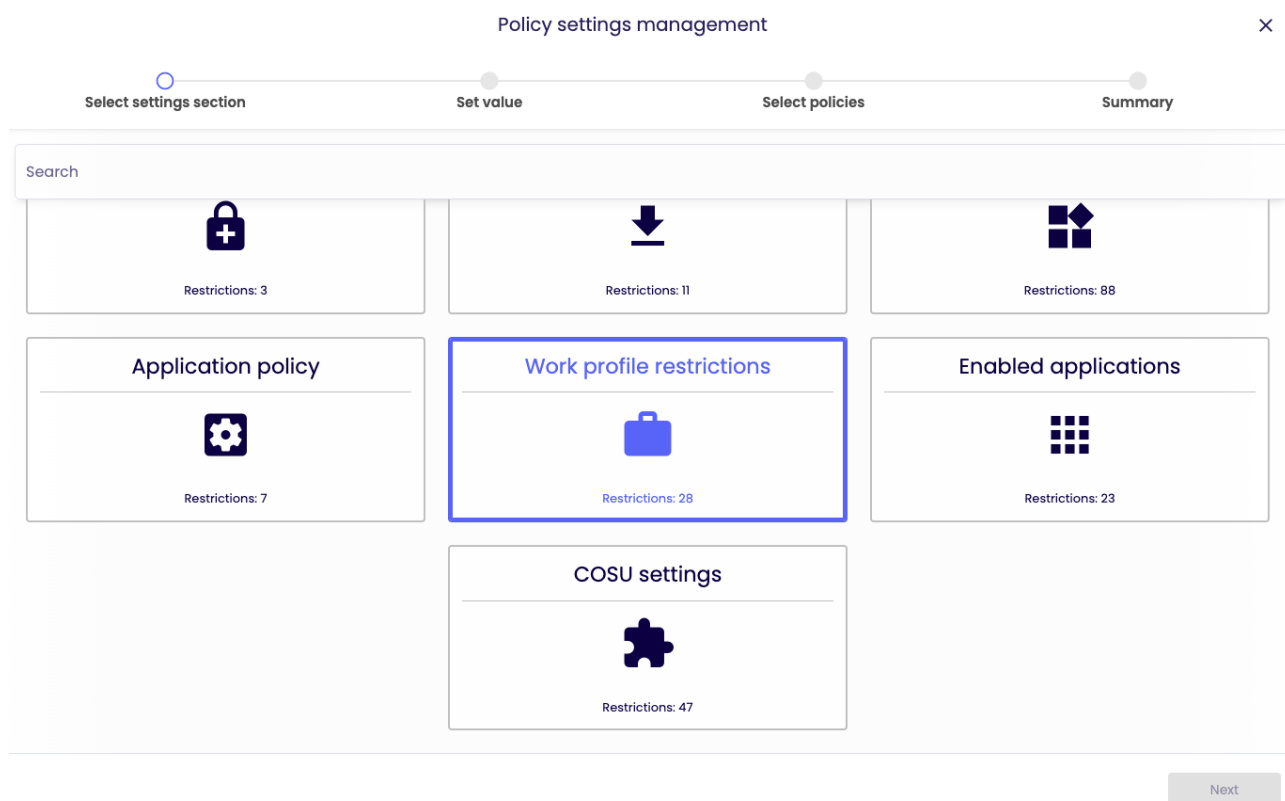 Policy settings management
Select settings section
Set value
Select policies
Summary
Search
Restrictions: 3
Restrictions: 11
Restrictions: 88
Application policy
Work profile restrictions
Enabled applications
Restrictions: 7
Restrictions: 28
Restrictions: 23
COSU settings
Restrictions: 47
Next